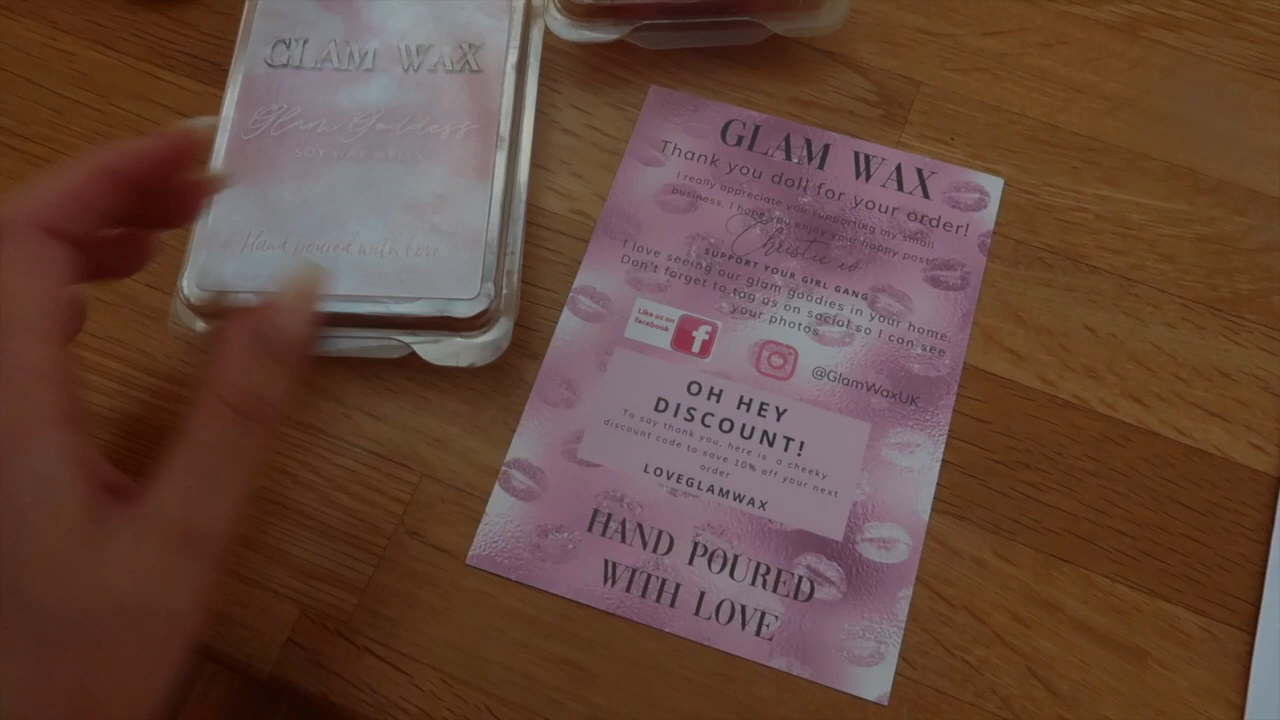 GLAM WAX
Glam Goddess
SOY WAX MELTS
Hand poured with Love
GLAM WAX
Thank you doll for your order!
I really appreciate you supporting my small
business. I hope you enjoy your happy post
Christie xo
SUPPORT YOUR GIRL GANG
I love seeing our glam goodies in your home.
Don't forget to tag us on social so I can see
your photos
Like us on
facebook
f
@GlamWaxUK
OH HEY
DISCOUNT!
To say thank you, here is a cheeky
discount code to save 10% off your next
order
LOVEGLAMWAX
HAND POURED
WITH LOVE